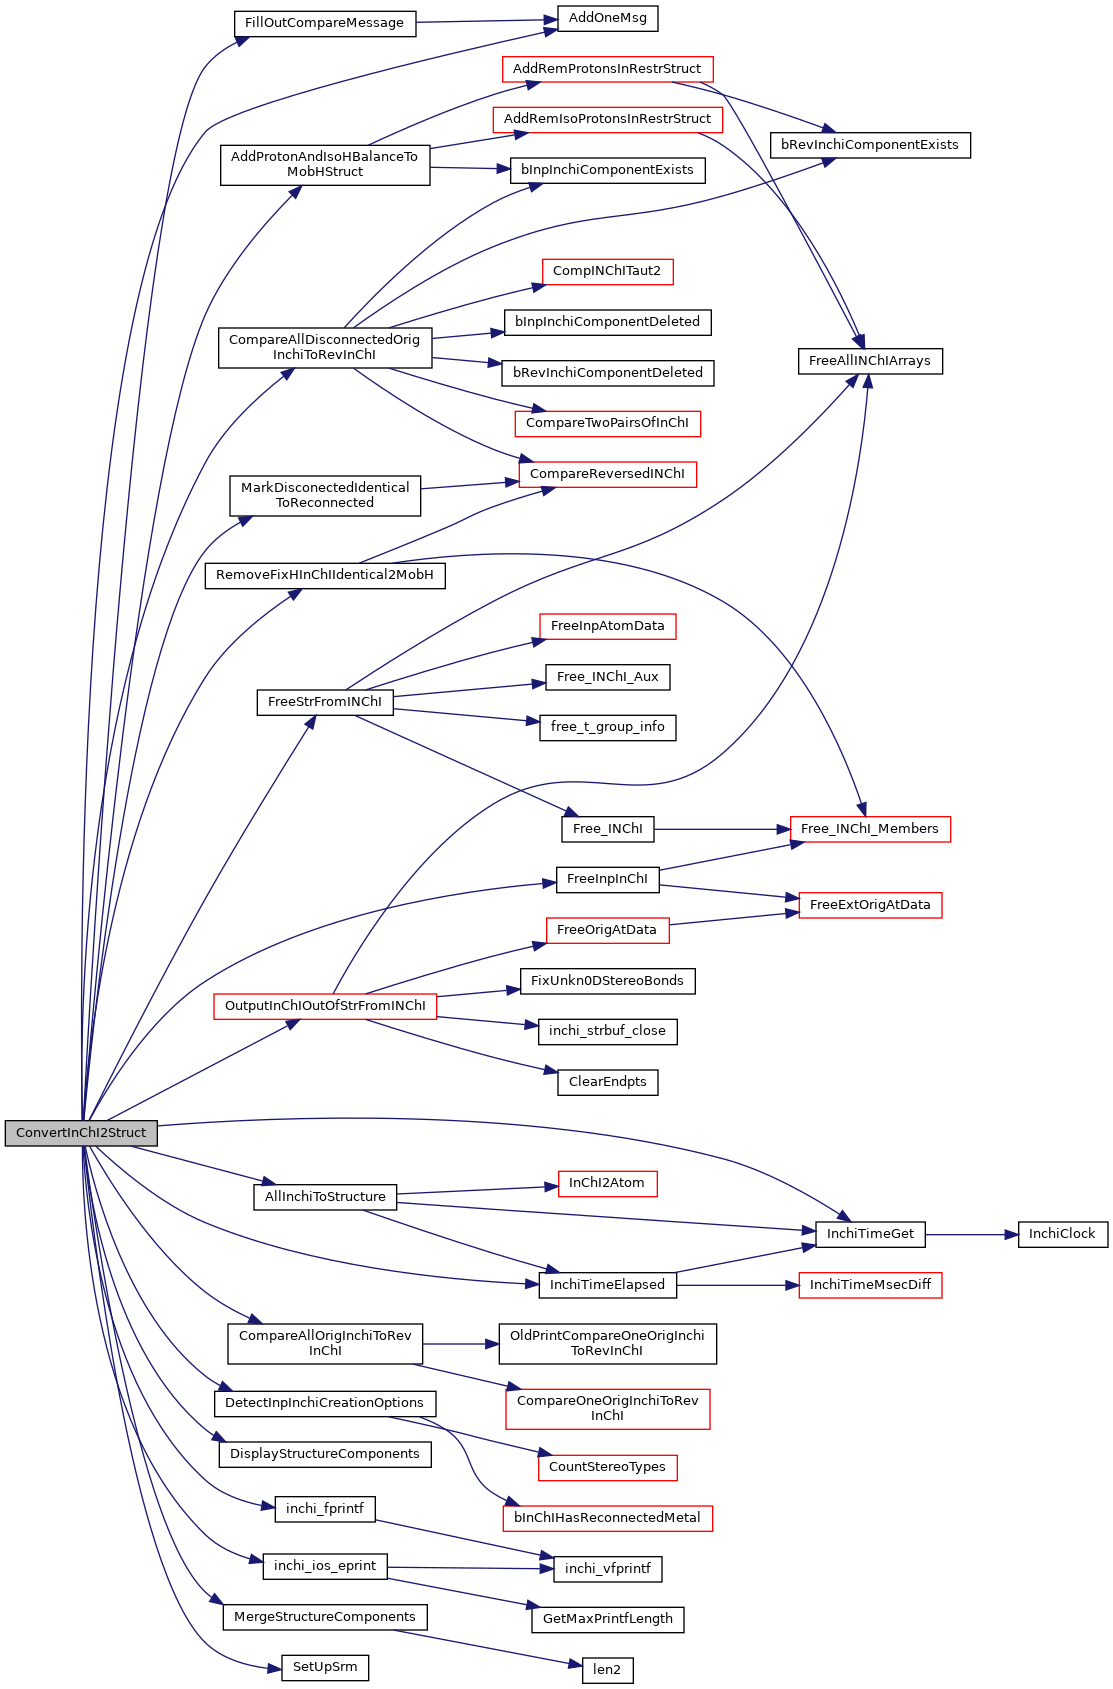 FillOutCompareMessage
AddOneMsg
AddRemProtonsInRestrStruct
AddRemIsoProtonsInRestrStruct
bRevInchiComponentExists
AddProtonAndIsoHBalanceTo
MobHStruct
bInpInchiComponentExists
CompINChITaut2
bInpInchiComponentDeleted
CompareAllDisconnectedOrig
InchiToRevInChI
FreeAllINChIArrays
bRevInchiComponentDeleted
CompareTwoPairsOfInChI
CompareReversedINChI
MarkDisconectedIdentical
ToReconnected
RemoveFixHInChIIdentical2MobH
FreeInpAtomData
Free_INChI_Aux
FreeStrFromINChI
free_t_group_info
Free_INChI
Free_INChI_Members
FreeInpInChI
FreeExtOrigAtData
FreeOrigAtData
FixUnkn0DStereoBonds
OutputInChIOutOfStrFromINChI
inchi_strbuf_close
ClearEndpts
ConvertInChI2Struct
InChI2Atom
AllInchiToStructure
InchiTimeGet
InchiClock
InchiTimeElapsed
InchiTimeMsecDiff
CompareAllOrigInchiToRev
InChI
OldPrintCompareOneOrigInchi
ToRevInChI
CompareOneOrigInchiToRev
InChI
DetectInpInchiCreationOptions
DisplayStructureComponents
CountStereoTypes
inchi_fprintf
bInChIHasReconnectedMetal
inchi_ios_eprint
inchi_vfprintf
MergeStructureComponents
GetMaxPrintfLength
SetUpSrm
len2